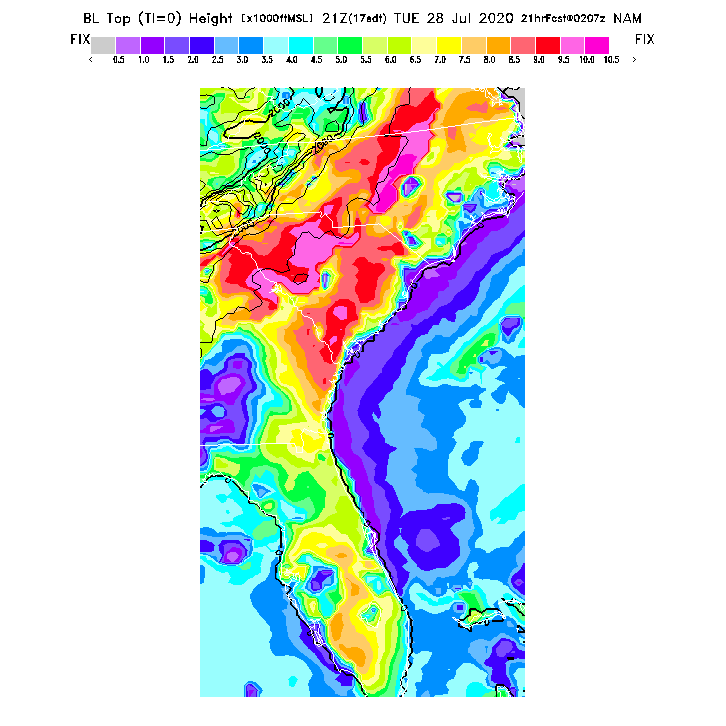 BL Top (TI=0) Height [x1000ftMSL] 21Z(17edt) TUE 28 Jul 2020 21hrFcst@0207z NAM
FIX FIX
< 0.5 1.0 1.5 2.0 2.5 3.0 3.5 4.0 4.5 5.0 5.5 6.0 6.5 7.0 7.5 8.0 8.5 9.0 9.5 10.0 10.5 >
2000
2000
2000